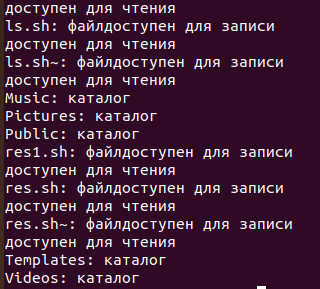 доступен для чтения
ls.sh: файлдоступен для записи
доступен для чтения
ls.sh~: файлдоступен для записи
доступен для чтения
Music: каталог
Pictures: каталог
Public: каталог
res1.sh: файлдоступен для записи
доступен для чтения
res.sh: файлдоступен для записи
доступен для чтения
res.sh~: файлдоступен для записи
доступен для чтения
Templates: каталог
Videos: каталог